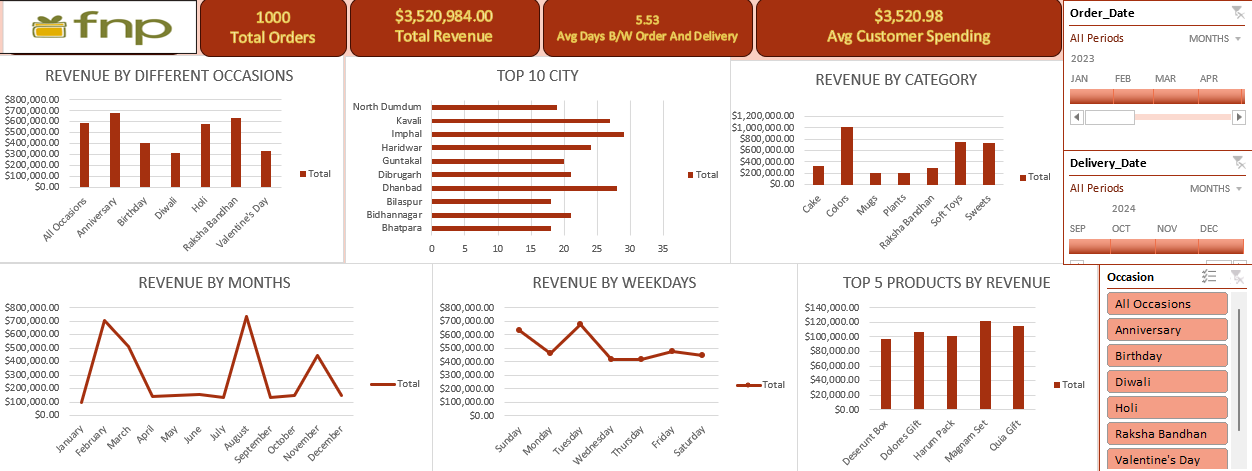 fnp
1000
Total Orders
$3,520,984.00
Total Revenue
5.53
Avg Days B/W Order And Delivery
$3,520.98
Avg Customer Spending
Order_Date
All Periods MONTHS
2023
JAN FEB MAR APR
REVENUE BY DIFFERENT OCCASIONS
$800,000.00
$700,000.00
$600,000.00
$500,000.00
$400,000.00
$300,000.00
$200,000.00
$100,000.00
$0.00
All Occasions
Anniversary
Birthday
Diwali
Holi
Raksha Bandhan
Valentine's Day
Total
TOP 10 CITY
North Dumdum
Kavali
Imphal
Haridwar
Guntakal
Dibrugarh
Dhanbad
Bilaspur
Bidhannagar
Bhatpara
0 5 10 15 20 25 30 35
Total
REVENUE BY CATEGORY
$1,200,000.00
$1,000,000.00
$800,000.00
$600,000.00
$400,000.00
$200,000.00
$0.00
Cake
Colors
Mugs
Plants
Raksha Bandhan
Soft Toys
Sweets
Total
Delivery_Date
All Periods MONTHS
2024
SEP OCT NOV DEC
REVENUE BY MONTHS
$800,000.00
$700,000.00
$600,000.00
$500,000.00
$400,000.00
$300,000.00
$200,000.00
$100,000.00
$0.00
January
February
March
April
May
June
July
August
September
October
November
December
Total
REVENUE BY WEEKDAYS
$800,000.00
$700,000.00
$600,000.00
$500,000.00
$400,000.00
$300,000.00
$200,000.00
$100,000.00
$0.00
Sunday
Monday
Tuesday
Wednesday
Thursday
Friday
Saturday
Total
TOP 5 PRODUCTS BY REVENUE
$140,000.00
$120,000.00
$100,000.00
$80,000.00
$60,000.00
$40,000.00
$20,000.00
$0.00
Deserunt Box
Dolores Gift
Harum Pack
Magnam Set
Quia Gift
Total
Occasion
All Occasions
Anniversary
Birthday
Diwali
Holi
Raksha Bandhan
Valentine's Day